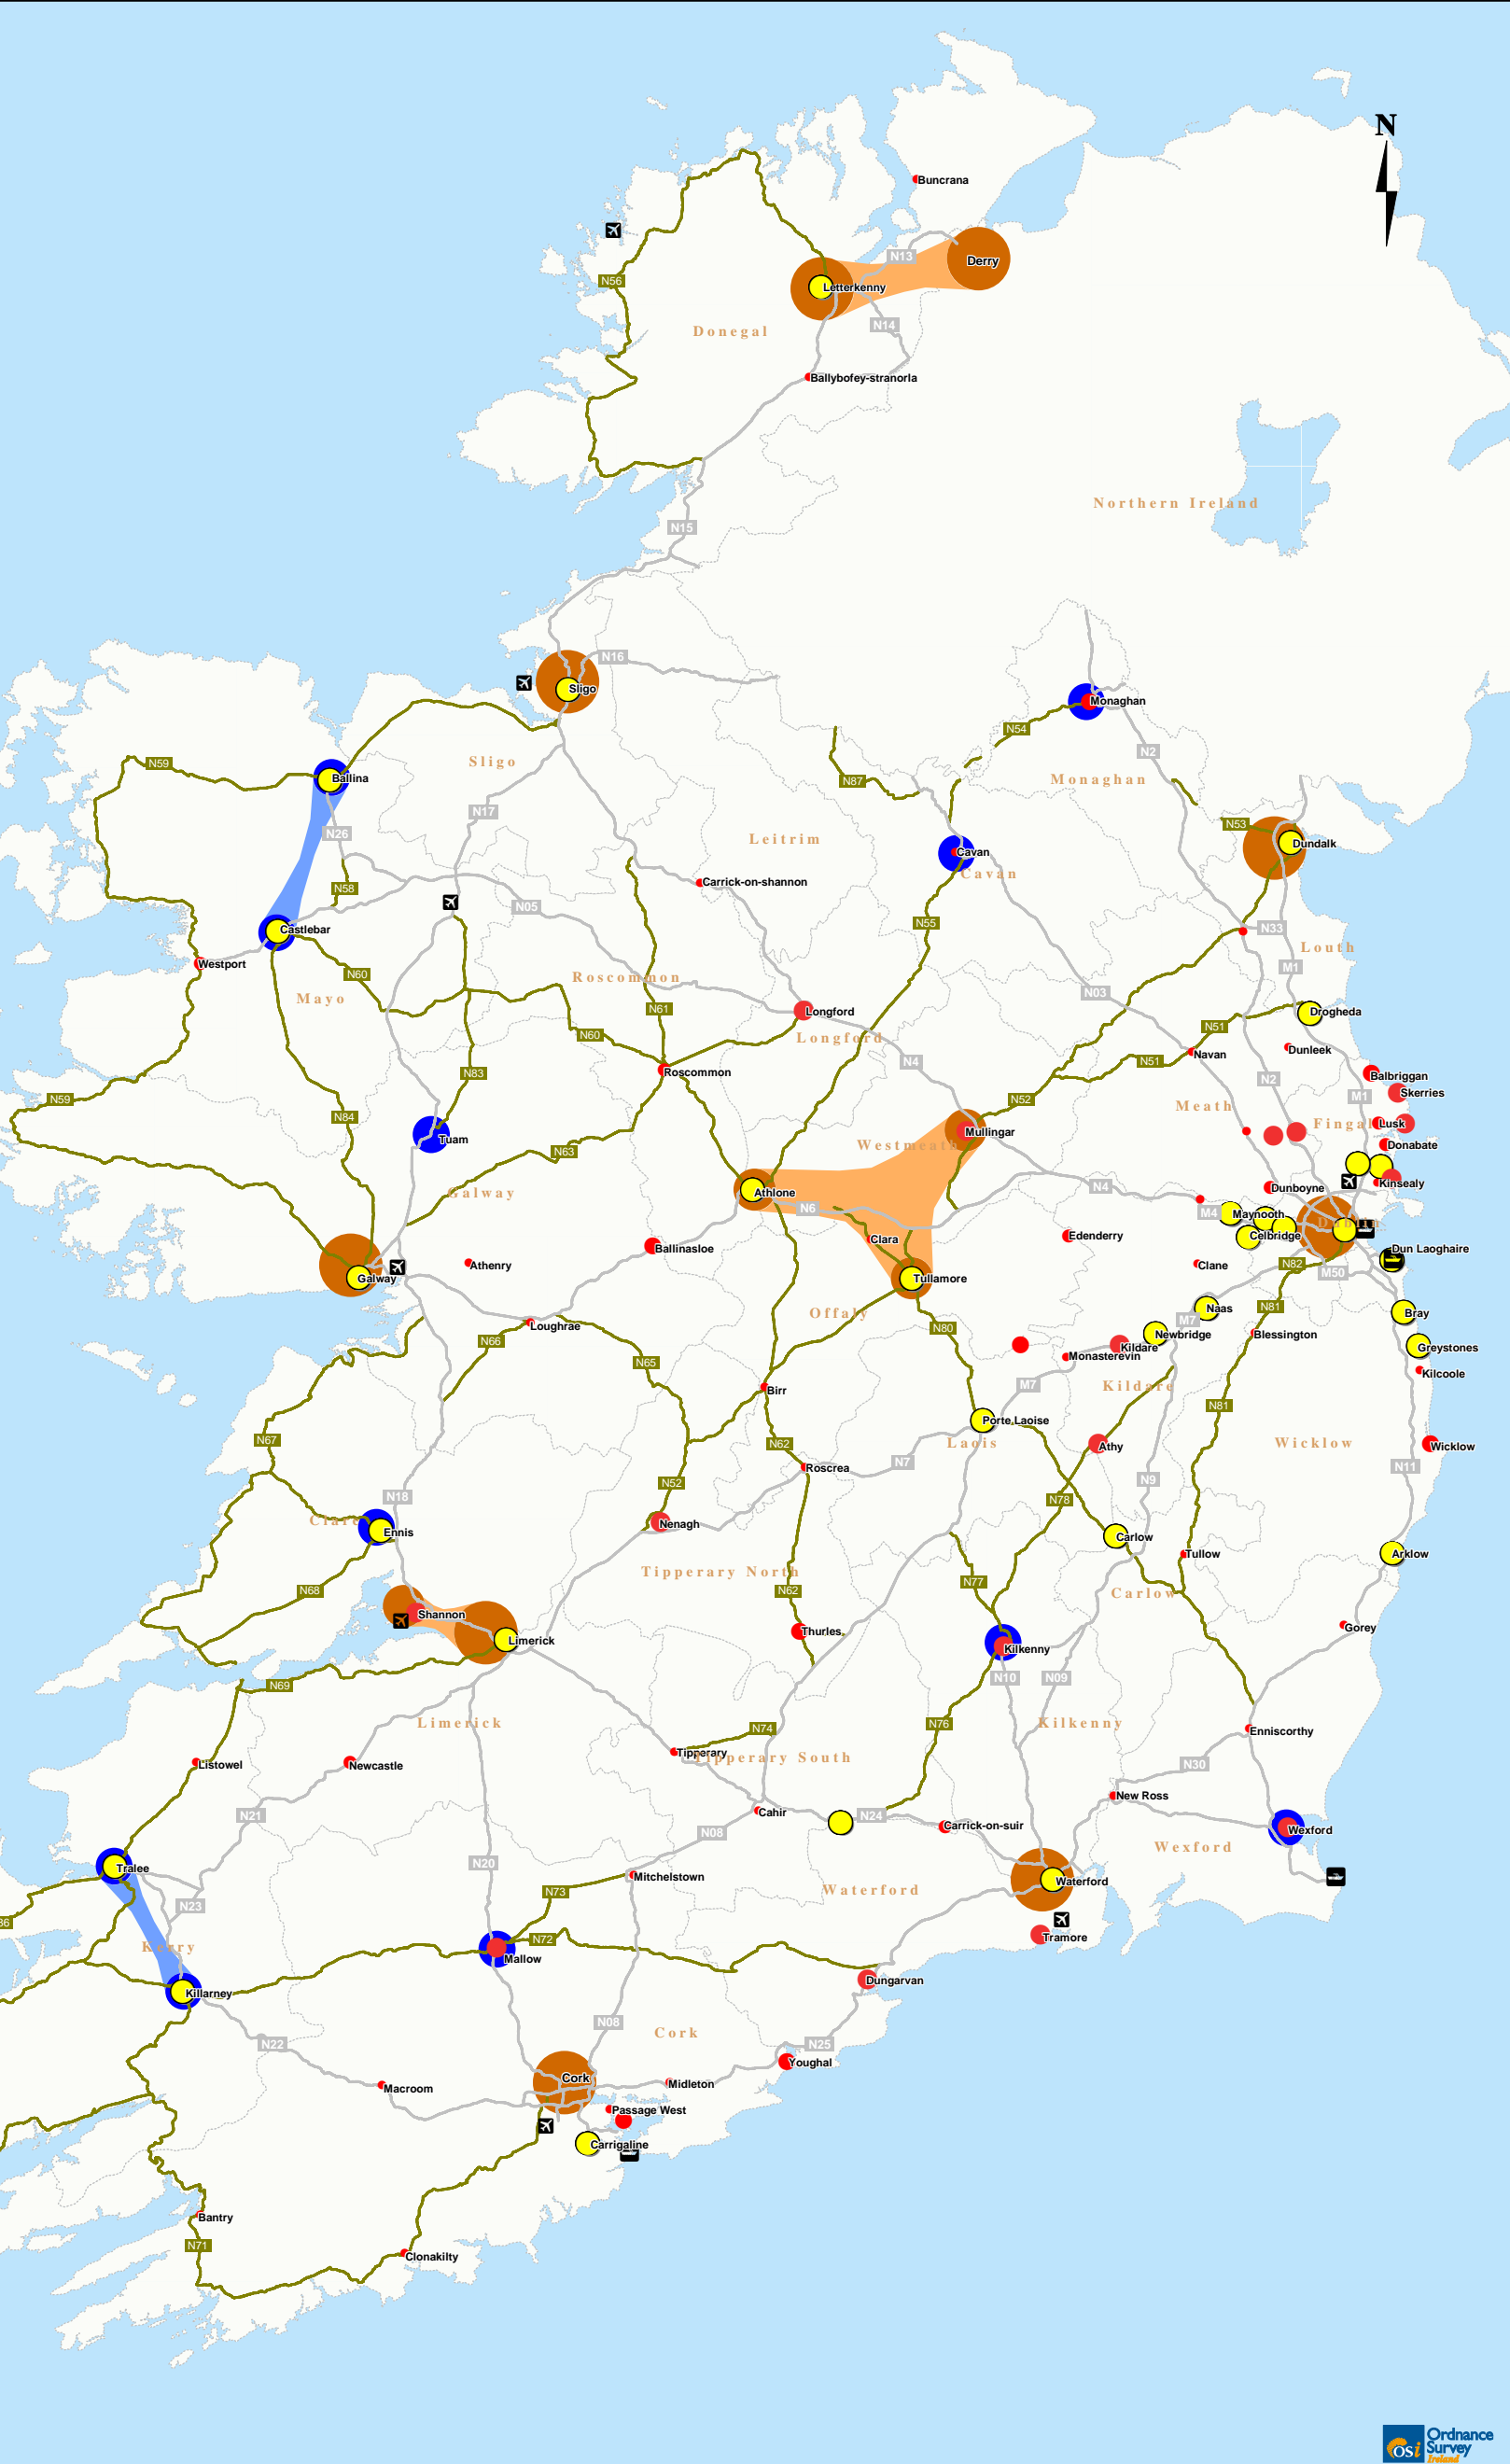 N
Buncrana
Derry
N13
N56
Letterkenny
N14
Donegal
Ballybofey-stranorla
Northern Ireland
N15
N16
Sligo
Monaghan
N54
N2
N59
Sligo
Ballina
Monaghan
N87
N17
N53
N26
Leitrim
Dundalk
Cavan
Cavan
Carrick-on-shannon
N58
N05
N55
N33
Castlebar
Louth
Westport
M1
N60
Roscommon
N03
Mayo
N61
Longford
Drogheda
N51
N60
Longford
Dunleek
Navan
N51
N4
Roscommon
N83
Balbriggan
N2
Skerries
N59
N52
M1
Meath
N84
Fingal
Lusk
Mullingar
Tuam
Westmeath
Donabate
N63
Kinsealy
Dunboyne
N4
Galway
Athlone
N6
M4
Maynooth
Dublin
Edenderry
Celbridge
Clara
Ballinasloe
Dun Laoghaire
Athenry
Clane
N82
M50
Galway
Tullamore
N81
Naas
Offaly
Bray
M7
Loughrae
N80
Newbridge
Blessington
N66
Kildare
Greystones
Monasterevin
N65
Kilcoole
M7
Kildare
Birr
N81
Porte Laoise
N67
N62
Laois
Athy
Wicklow
Wicklow
N7
N11
Roscrea
N52
N9
N18
N78
Clare
Nenagh
Ennis
Carlow
Arklow
Tullow
Tipperary North
N77
N68
N62
Carlow
Shannon
Gorey
Thurles
Limerick
Kilkenny
N10
N09
N69
Limerick
N76
Kilkenny
N74
Enniscorthy
Tipperary
Tipperary South
Listowel
Newcastle
N30
New Ross
Cahir
N21
N24
Carrick-on-suir
N08
Wexford
Wexford
N20
Tralee
Mitchelstown
Waterford
N73
Waterford
N23
86
Tramore
N72
Kerry
Mallow
Dungarvan
Killarney
N08
Cork
N22
N25
Youghal
Cork
Midleton
Macroom
Passage West
Carrigaline
Bantry
N71
Clonakilty
osi
Ordnance
Survey
Ireland